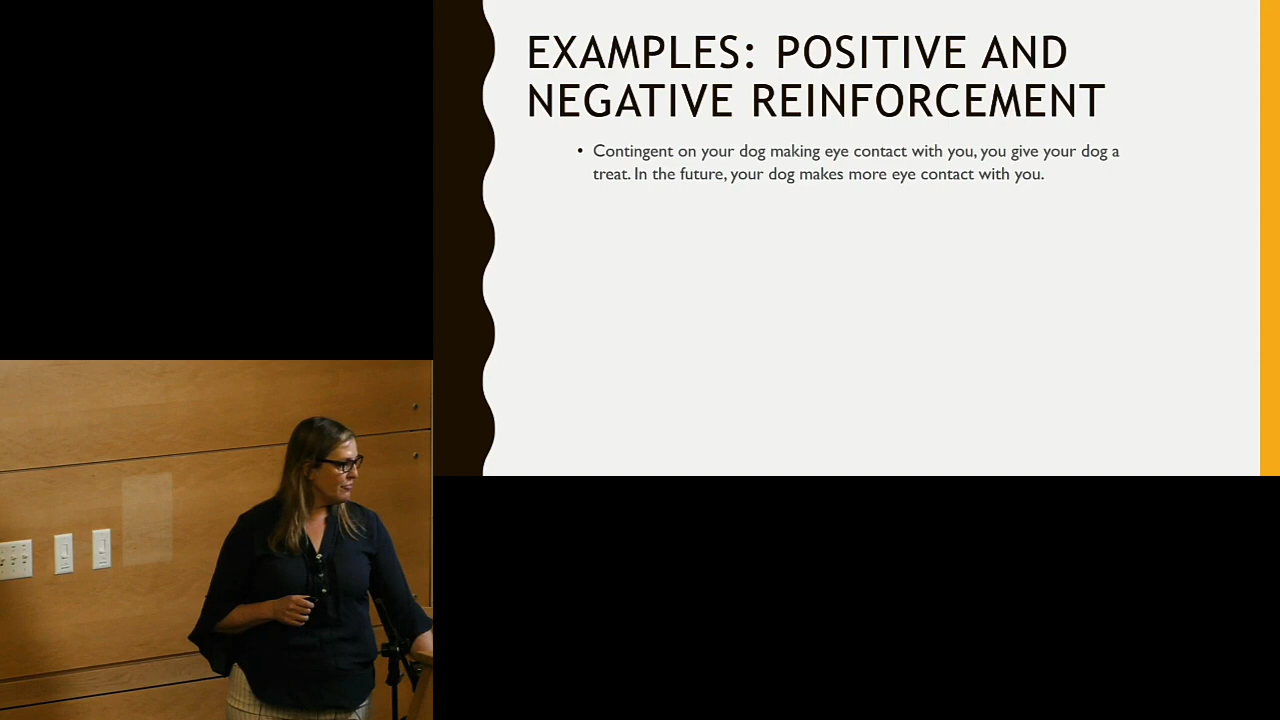 EXAMPLES: POSITIVE AND
NEGATIVE REINFORCEMENT
• Contingent on your dog making eye contact with you, you give your dog a
treat. In the future, your dog makes more eye contact with you.